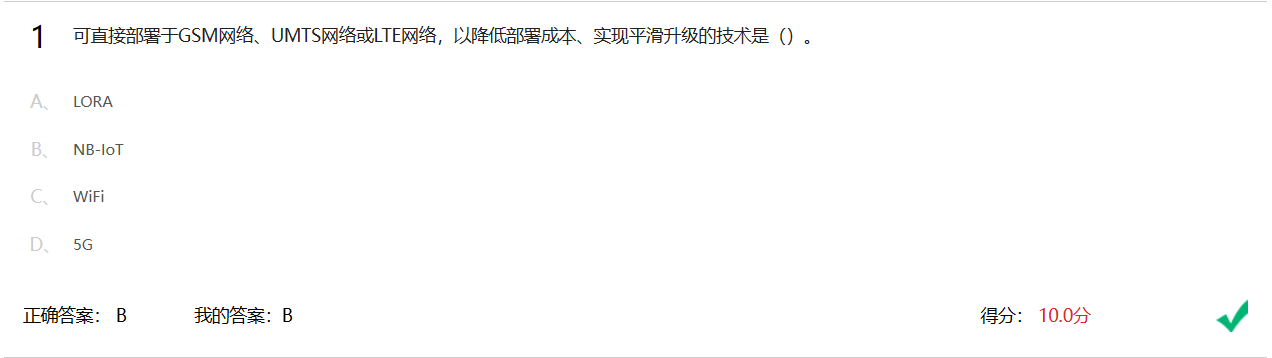 1 可直接部署于GSM网络、UMTS网络或LTE网络，以降低部署成本、实现平滑升级的技术是（）。
A、 LORA
B、 NB-IoT
C、 WiFi
D、 5G
正确答案： B 我的答案：B 得分： 10.0分